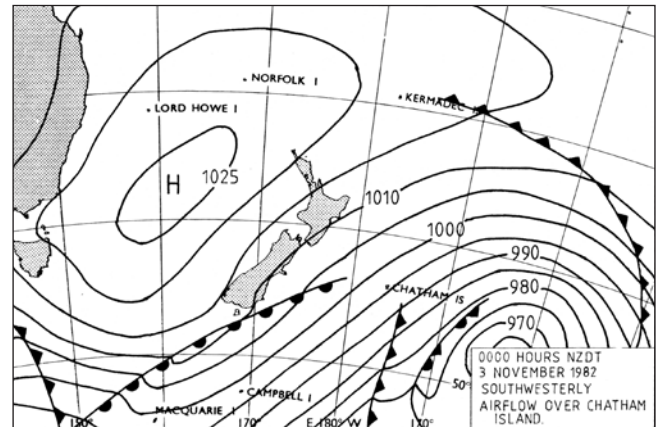 NORFOLK I
KERMADEC IS
LORD HOWE I
H 1025
1010
1000
990
CHATHAM IS
980
970
0000 HOURS NZDT
3 NOVEMBER 1982
SOUTHWESTERLY
AIRFLOW OVER CHATHAM
ISLAND.
50°
CAMPBELL I
MACQUARIE I
170°
E 180° W
170°